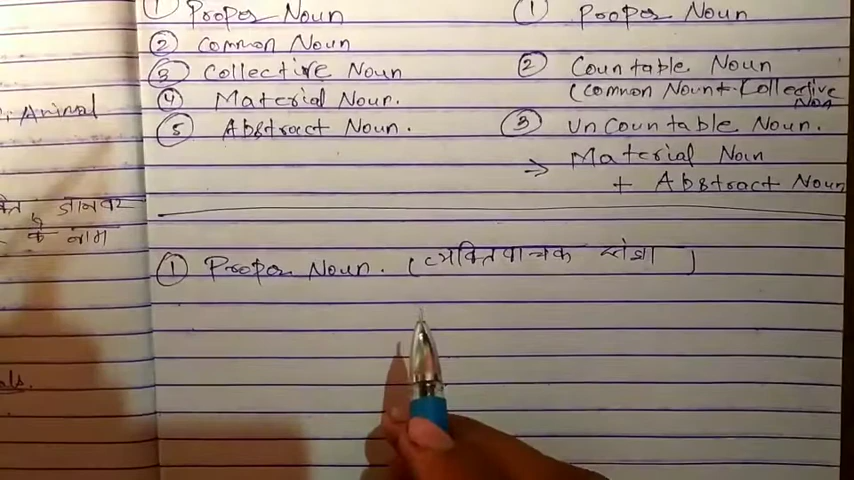 ① Proper Noun
② Common Noun
③ Collective Noun
④ Material Noun.
⑤ Abstract Noun.
① Proper Noun
② Countable Noun
(Common Noun + Collective
Noun
③ UnCountable Noun.
→ Material Noun
+ Abstract Noun
Animal
जानवर
के नाम
① Proper Noun. (व्यक्तिवाचक संज्ञा)